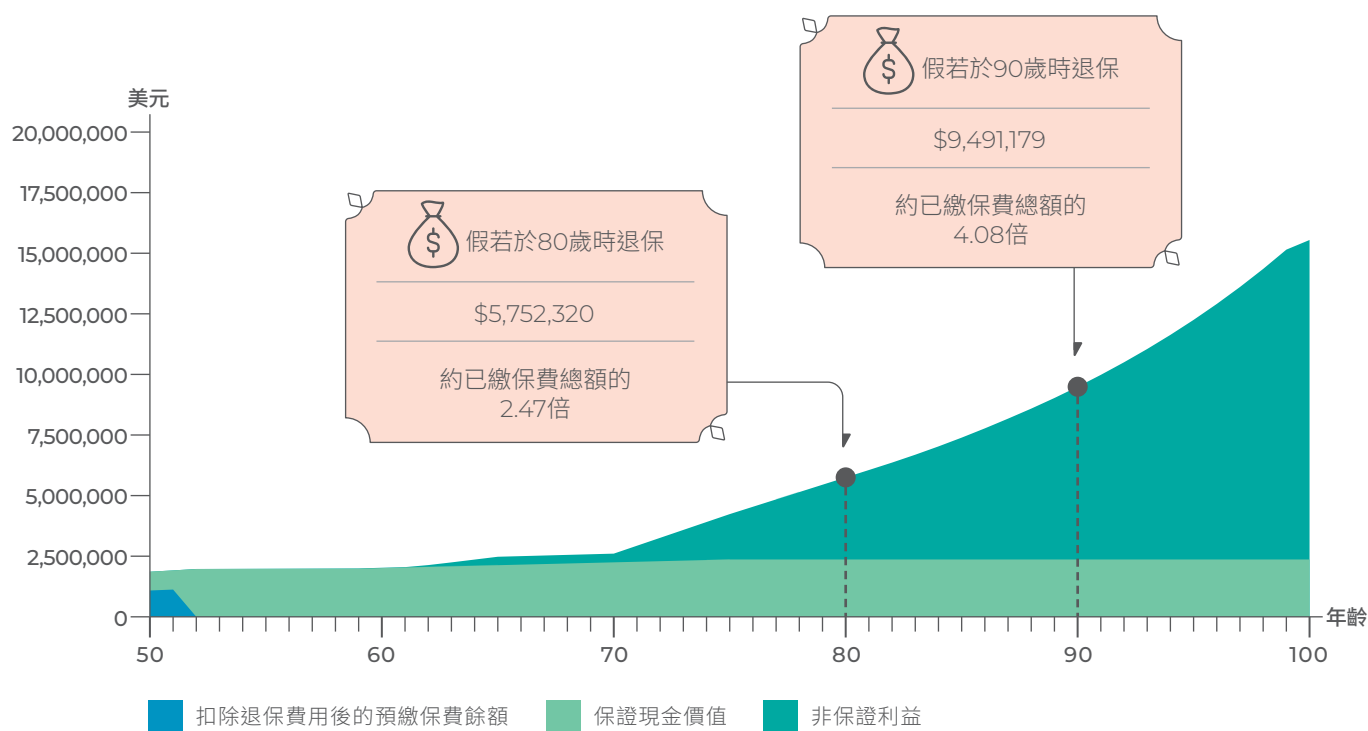 假若於90歲時退保
$9,491,179
約已繳保費總額的
4.08倍
假若於80歲時退保
$5,752,320
約已繳保費總額的
2.47倍
美元
20,000,000
17,500,000
15,000,000
12,500,000
10,000,000
7,500,000
5,000,000
2,500,000
0
50 60 70 80 90 100
年齡
扣除退保費用後的預繳保費餘額 保證現金價值 非保證利益